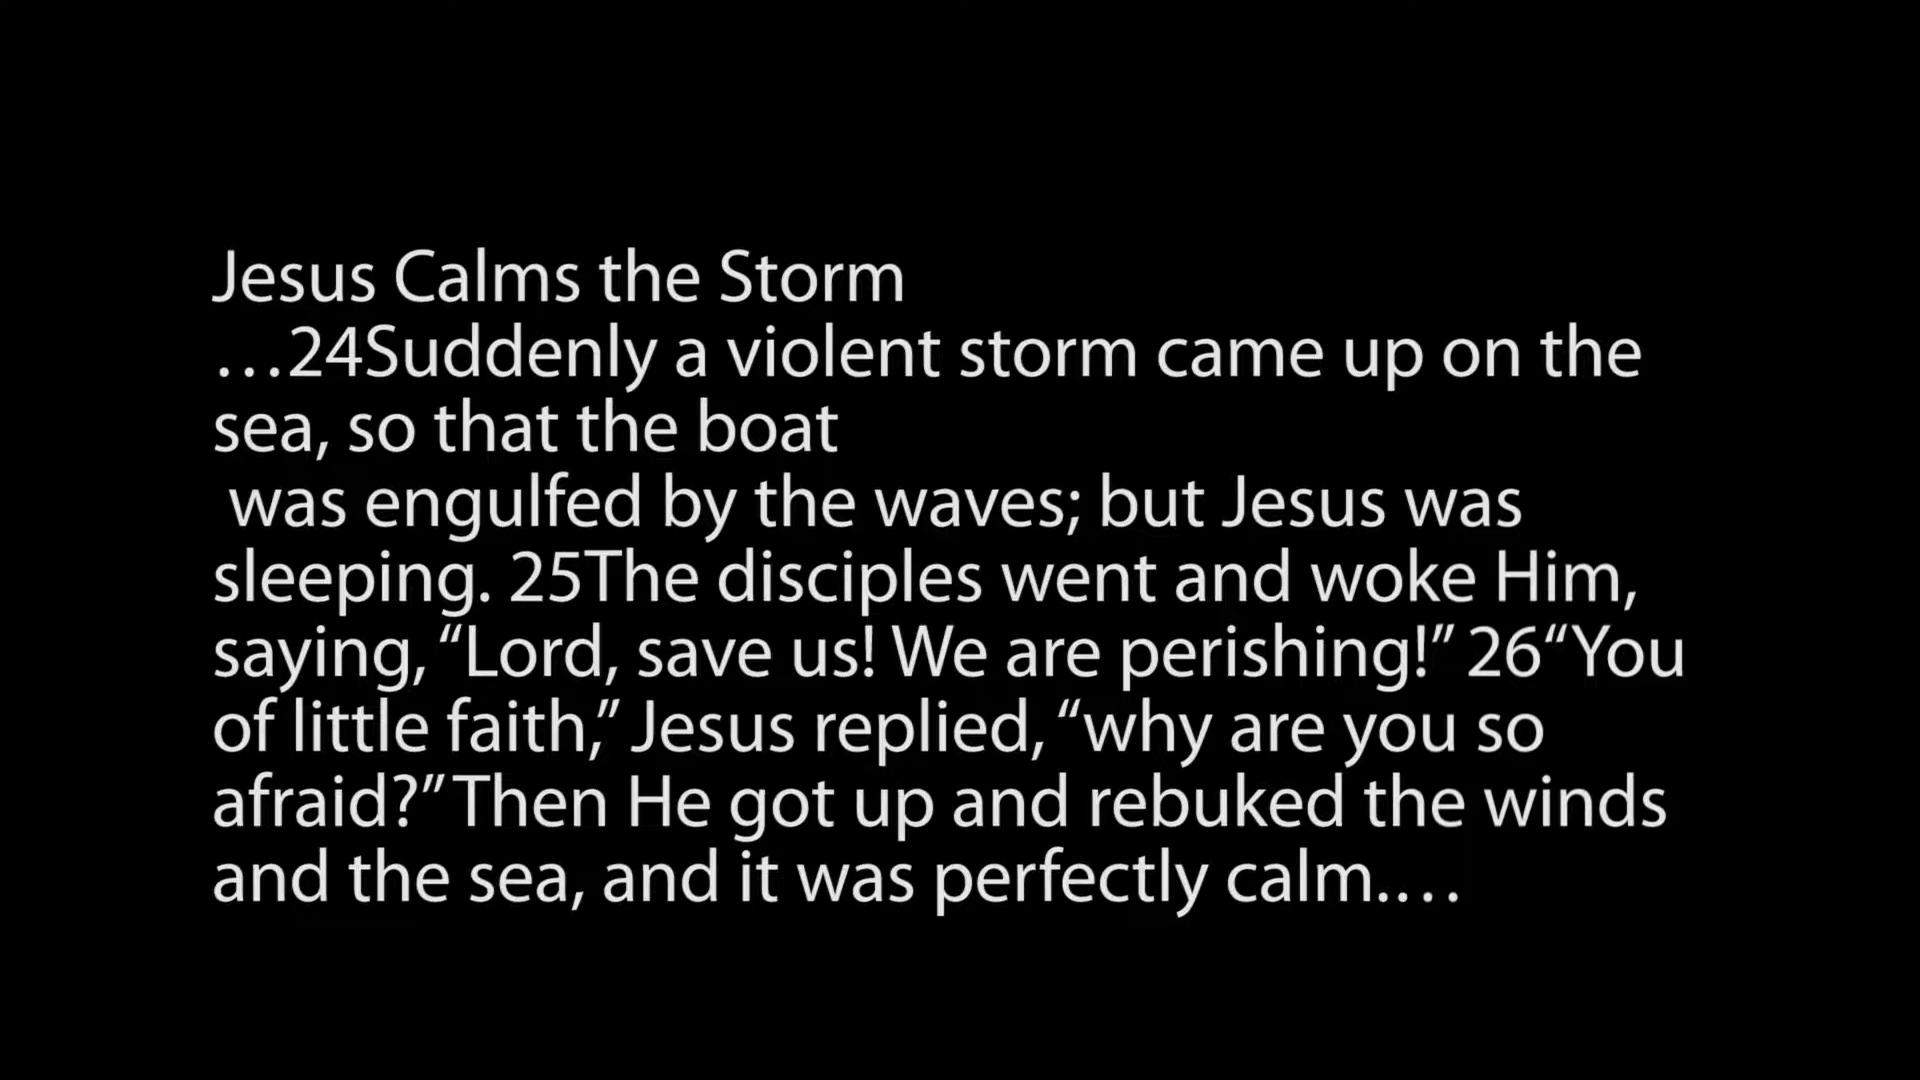 Jesus Calms the Storm
…24Suddenly a violent storm came up on the
sea, so that the boat
was engulfed by the waves; but Jesus was
sleeping. 25The disciples went and woke Him,
saying, “Lord, save us! We are perishing!” 26“You
of little faith,” Jesus replied, “why are you so
afraid?” Then He got up and rebuked the winds
and the sea, and it was perfectly calm.…